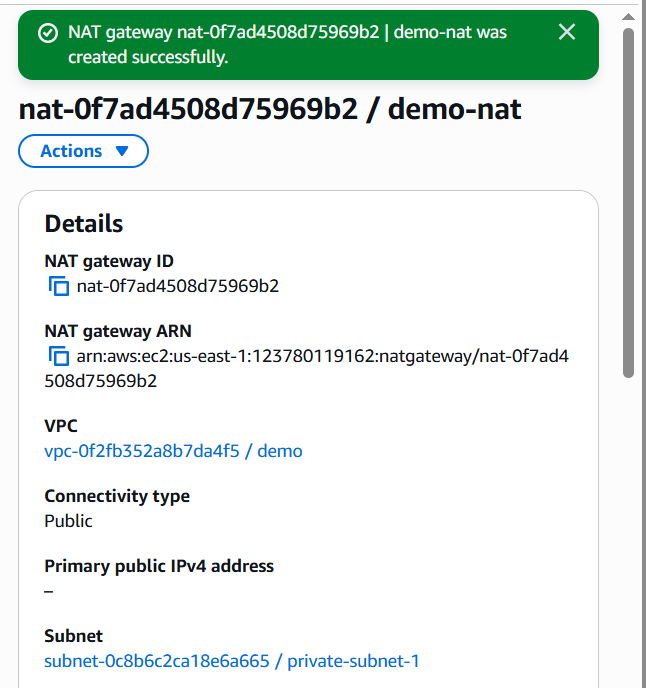 NAT gateway nat-0f7ad4508d75969b2 | demo-nat was
created successfully.
nat-0f7ad4508d75969b2 / demo-nat
Actions
Details
NAT gateway ID
nat-0f7ad4508d75969b2
NAT gateway ARN
arn:aws:ec2:us-east-1:123780119162:natgateway/nat-0f7ad4
508d75969b2
VPC
vpc-0f2fb352a8b7da4f5 / demo
Connectivity type
Public
Primary public IPv4 address
–
Subnet
subnet-0c8b6c2ca18e6a665 / private-subnet-1